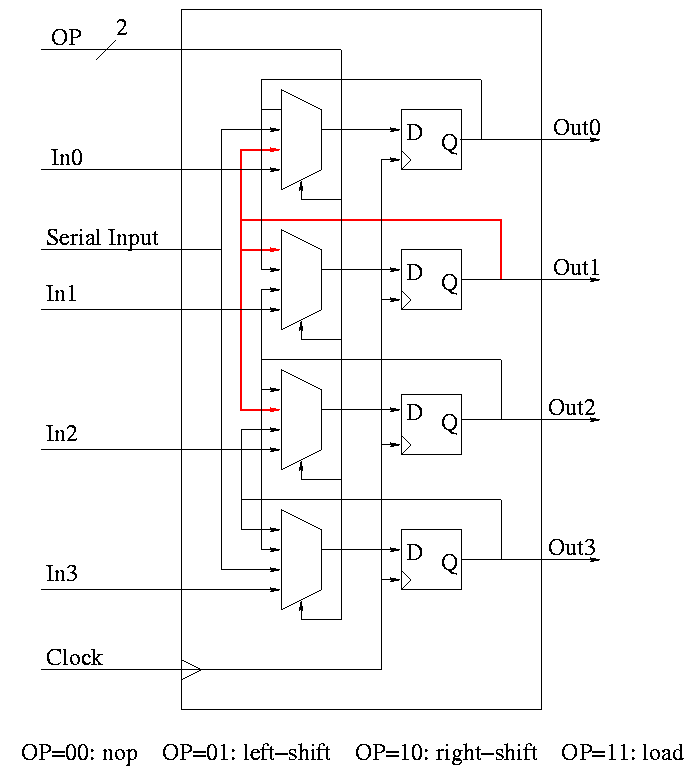 OP
2
In0
Serial Input
In1
In2
In3
Clock
D
Q
Out0
D
Q
Out1
D
Q
Out2
D
Q
Out3
OP=00: nop OP=01: left−shift OP=10: right−shift OP=11: load